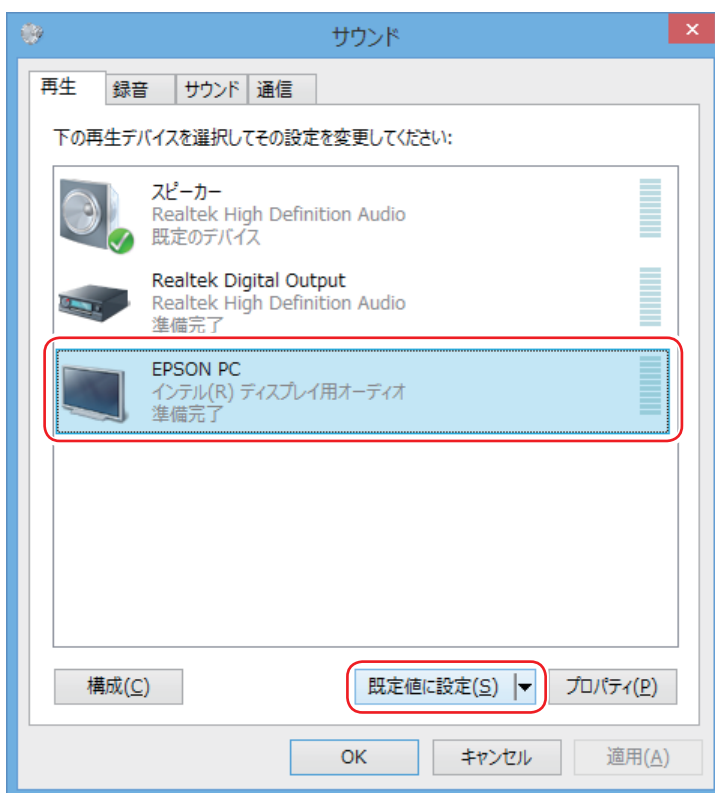 サウンド
再生 録音 サウンド 通信
下の再生デバイスを選択してその設定を変更してください:
スピーカー
Realtek High Definition Audio
既定のデバイス
Realtek Digital Output
Realtek High Definition Audio
準備完了
EPSON PC
インテル(R) ディスプレイ用オーディオ
準備完了
構成(C) 既定値に設定(S) プロパティ(P)
OK キャンセル 適用(A)